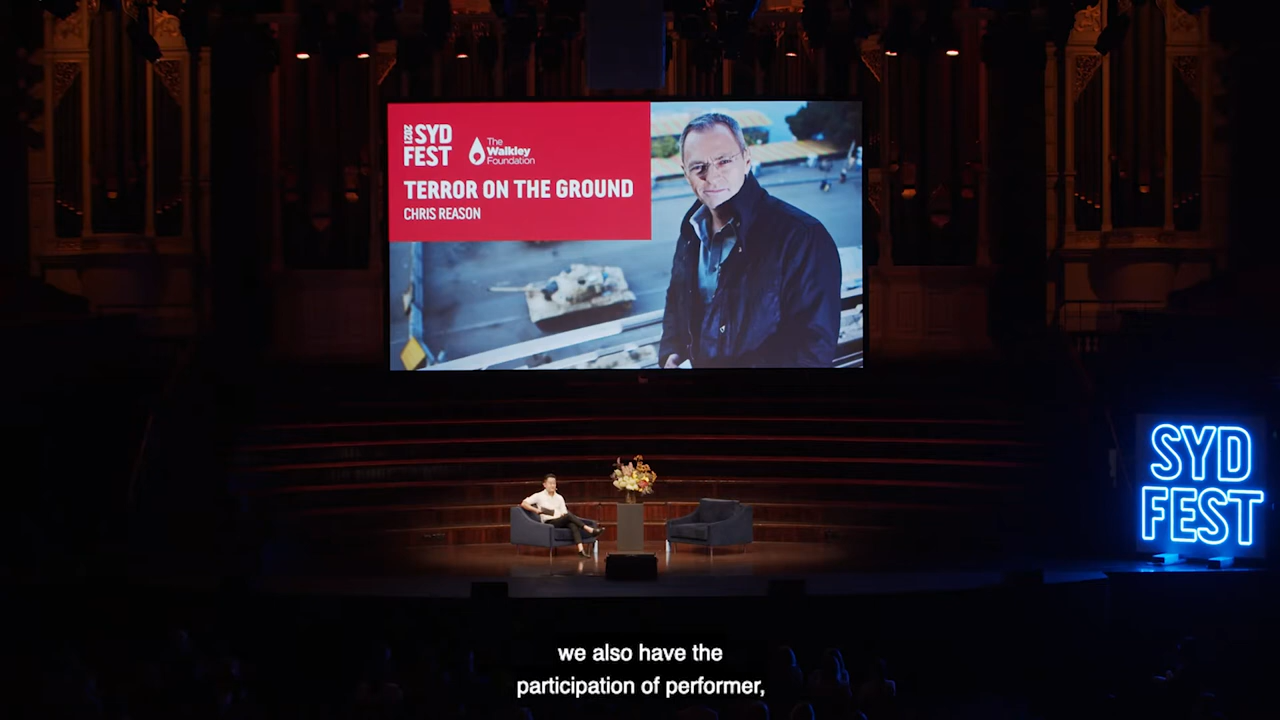 2021 SYD
FEST
The
Walkley
Foundation
TERROR ON THE GROUND
CHRIS REASON
SYD
FEST
we also have the
participation of performer,